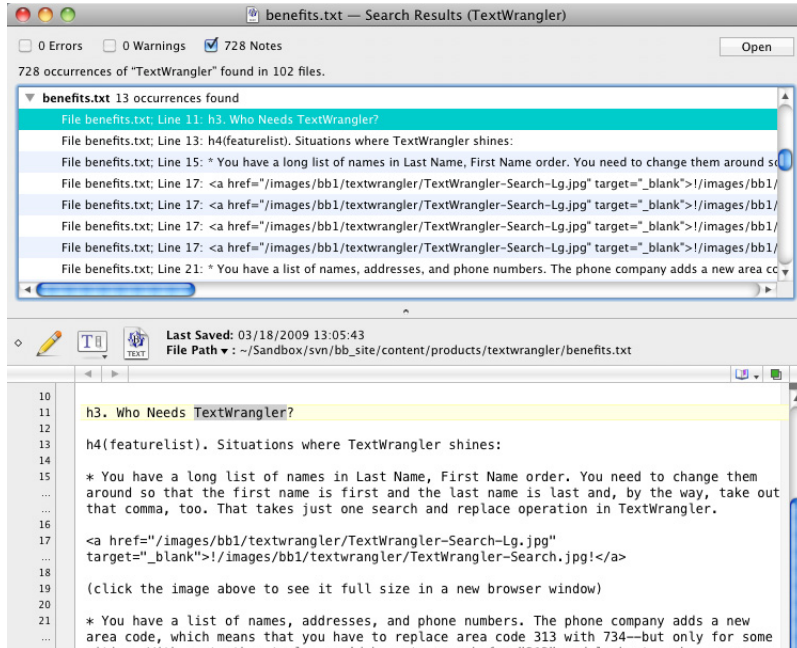 benefits.txt — Search Results (TextWrangler)
0 Errors 0 Warnings 728 Notes Open
728 occurrences of “TextWrangler” found in 102 files.
benefits.txt 13 occurrences found
File benefits.txt; Line 11: h3. Who Needs TextWrangler?
File benefits.txt; Line 13: h4(featurelist). Situations where TextWrangler shines:
File benefits.txt; Line 15: * You have a long list of names in Last Name, First Name order. You need to change them around
File benefits.txt; Line 17: <a href="/images/bb1/textwrangler/TextWrangler-Search-Lg.jpg" target="_blank">!/images/bb1/
File benefits.txt; Line 17: <a href="/images/bb1/textwrangler/TextWrangler-Search-Lg.jpg" target="_blank">!/images/bb1/
File benefits.txt; Line 17: <a href="/images/bb1/textwrangler/TextWrangler-Search-Lg.jpg" target="_blank">!/images/bb1/
File benefits.txt; Line 17: <a href="/images/bb1/textwrangler/TextWrangler-Search-Lg.jpg" target="_blank">!/images/bb1/
File benefits.txt; Line 21: * You have a list of names, addresses, and phone numbers. The phone company adds a new area
Last Saved: 03/18/2009 13:05:43
TEXT File Path ▾ : ~/Sandbox/svn/bb_site/content/products/textwrangler/benefits.txt
10
11 h3. Who Needs TextWrangler?
12
13 h4(featurelist). Situations where TextWrangler shines:
14
15 * You have a long list of names in Last Name, First Name order. You need to change them
... around so that the first name is first and the last name is last and, by the way, take out
... that comma, too. That takes just one search and replace operation in TextWrangler.
16
17 <a href="/images/bb1/textwrangler/TextWrangler-Search-Lg.jpg"
... target="_blank">!/images/bb1/textwrangler/TextWrangler-Search.jpg!</a>
18
19 (click the image above to see it full size in a new browser window)
20
21 * You have a list of names, addresses, and phone numbers. The phone company adds a new
... area code, which means that you have to replace area code 313 with 734--but only for some